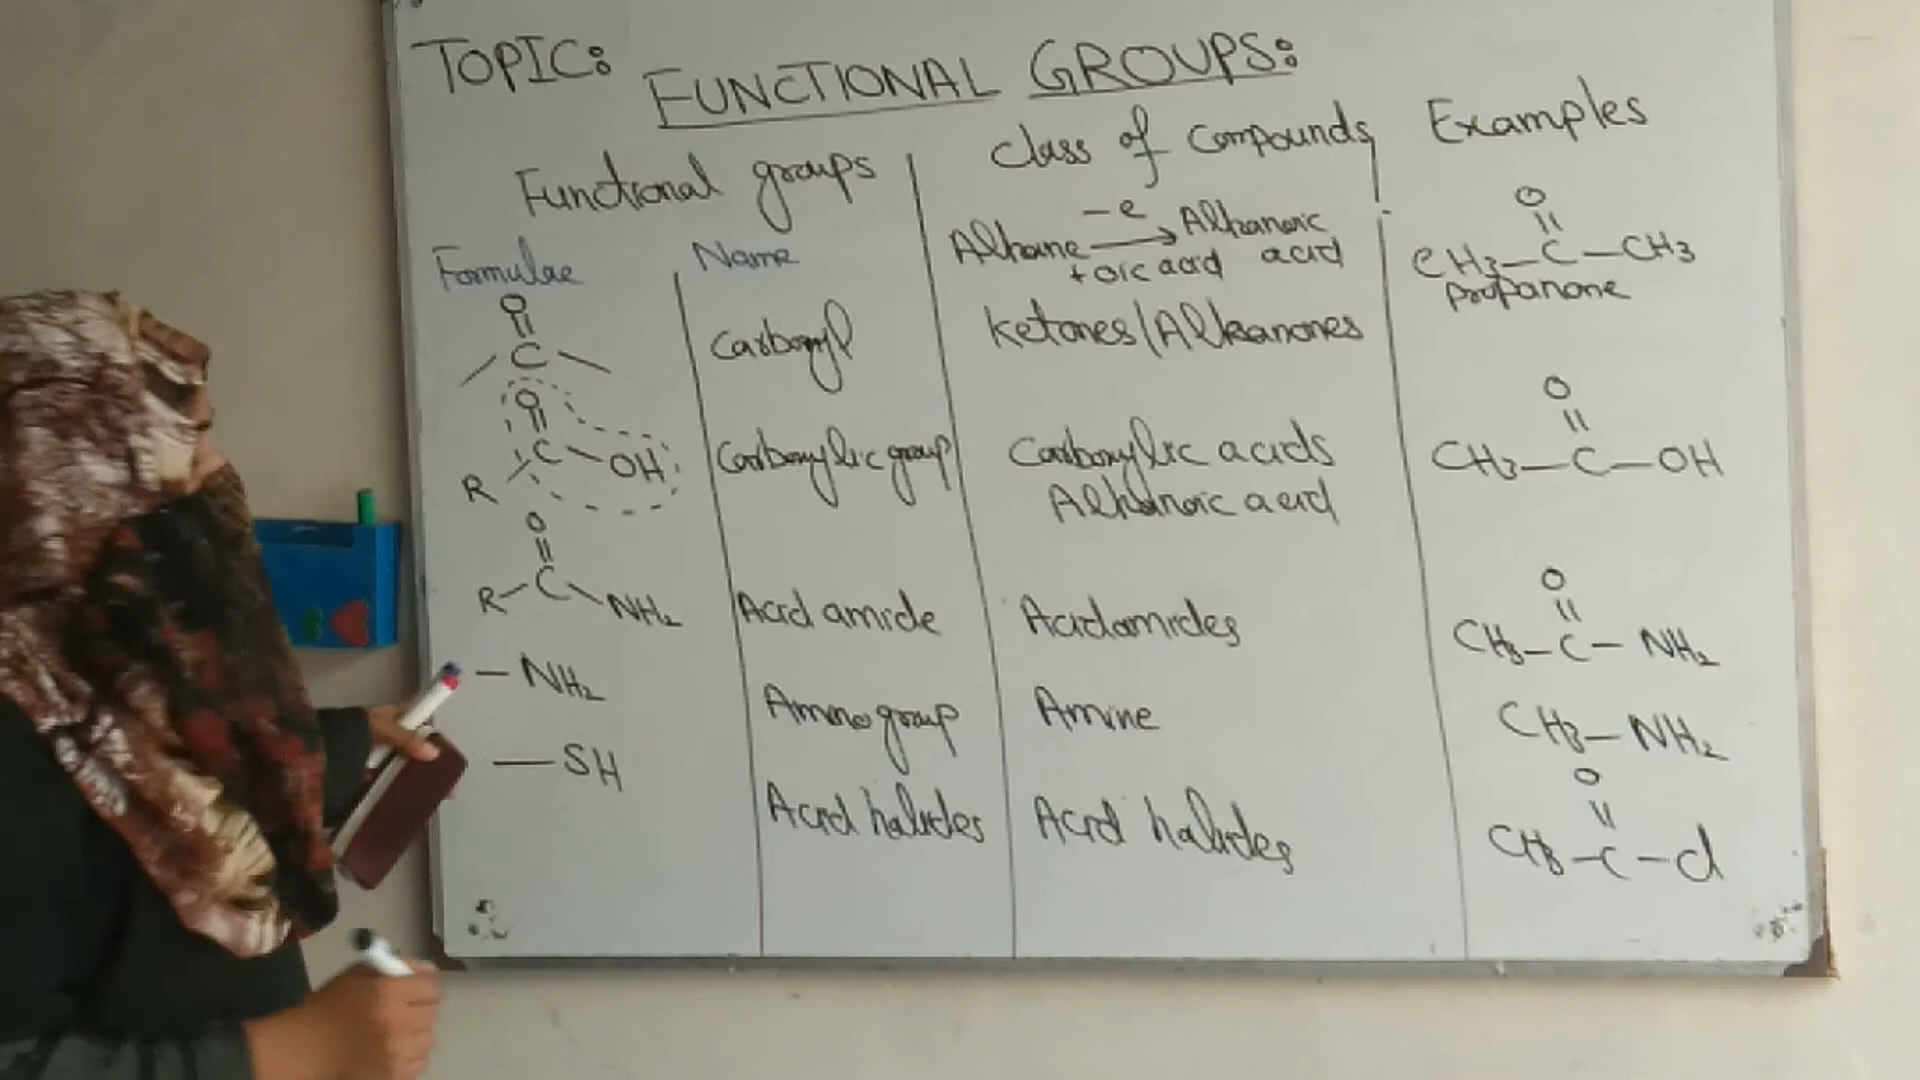 TOPIC:
FUNCTIONAL GROUPS:
Functional groups
Class of Compounds
Examples
Formulae
Name
Alkane —e→ Alkanoic acid
+ oic acid
O
||
CH3—C—CH3
Propanone
O
||
C
Carbonyl
Ketones/Alkanones
O
||
R C OH
Carboxylic group
Carboxylic acids
Alkanoic acid
O
||
CH3—C—OH
O
||
R—C NH2
Acid amide
Acidamides
O
||
CH3—C—NH2
—NH2
Amino group
Amine
CH3—NH2
—SH
Acid halides
Acid halides
O
||
CH3—C—Cl